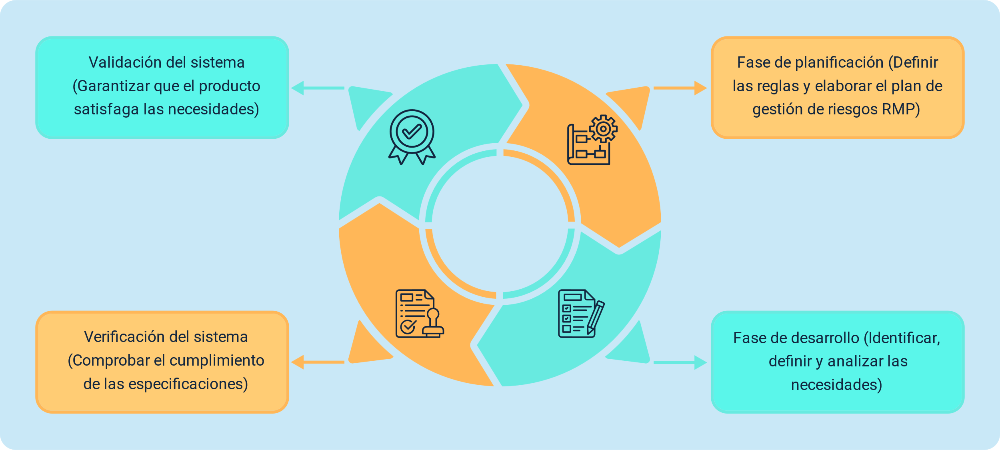 Validación del sistema
(Garantizar que el producto
satisfaga las necesidades)
Fase de planificación (Definir
las reglas y elaborar el plan de
gestión de riesgos RMP)
Verificación del sistema
(Comprobar el cumplimiento
de las especificaciones)
Fase de desarrollo (Identificar,
definir y analizar las
necesidades)